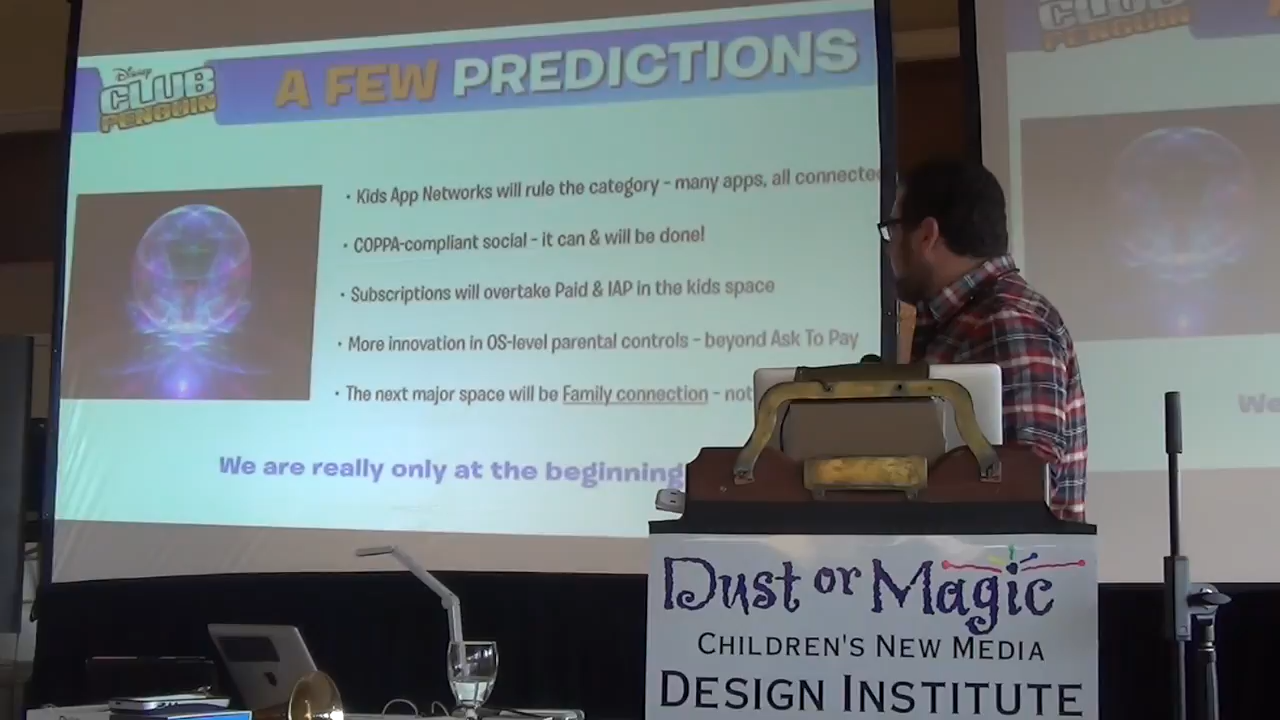 Disney
CLUB
PENGUIN
A FEW PREDICTIONS
• Kids App Networks will rule the category – many apps, all connected
• COPPA-compliant social – it can & will be done!
• Subscriptions will overtake Paid & IAP in the kids space
• More innovation in OS-level parental controls – beyond Ask To Pay
• The next major space will be Family connection – not
We are really only at the beginning
CLUB
PENGUIN
We
Dust or Magic
CHILDREN'S NEW MEDIA
DESIGN INSTITUTE